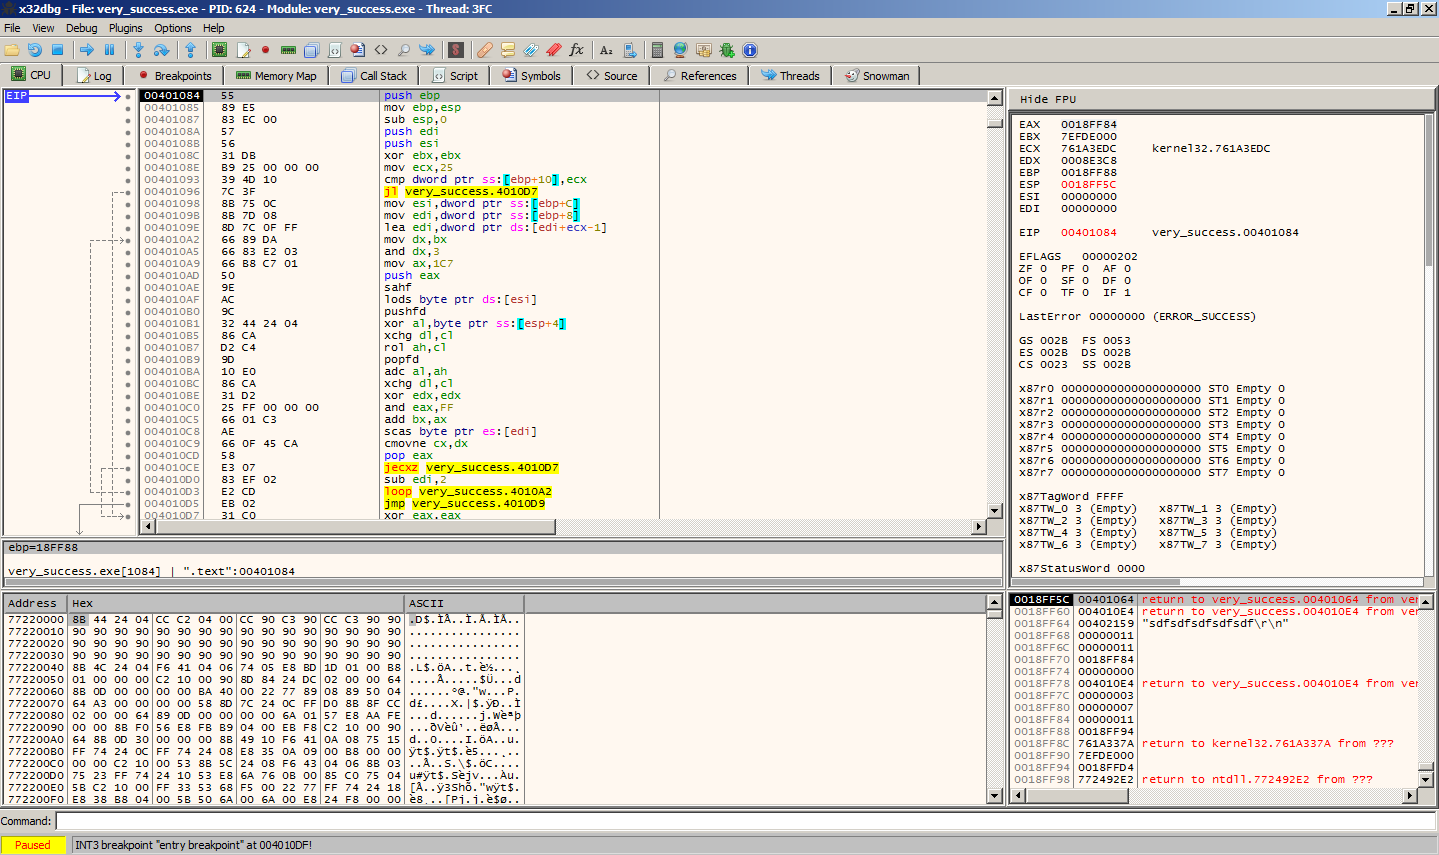 x32dbg - File: very_success.exe - PID: 624 - Module: very_success.exe - Thread: 3FC
File View Debug Plugins Options Help
CPU Log Breakpoints Memory Map Call Stack Script Symbols Source References Threads Snowman
EIP
00401084 55 push ebp
00401085 89 E5 mov ebp,esp
00401087 83 EC 00 sub esp,0
0040108A 57 push edi
0040108B 56 push esi
0040108C 31 DB xor ebx,ebx
0040108E B9 25 00 00 00 mov ecx,25
00401093 39 4D 10 cmp dword ptr ss:[ebp+10],ecx
00401096 7C 3F jl very_success.4010D7
00401098 8B 75 0C mov esi,dword ptr ss:[ebp+C]
0040109B 8B 7D 08 mov edi,dword ptr ss:[ebp+8]
0040109E 8D 7C 0F FF lea edi,dword ptr ds:[edi+ecx-1]
004010A2 66 89 DA mov dx,bx
004010A5 66 83 E2 03 and dx,3
004010A9 66 B8 C7 01 mov ax,1C7
004010AD 50 push eax
004010AE 9E sahf
004010AF AC lods byte ptr ds:[esi]
004010B0 9C pushfd
004010B1 32 44 24 04 xor al,byte ptr ss:[esp+4]
004010B5 86 CA xchg dl,cl
004010B7 D2 C4 rol ah,cl
004010B9 9D popfd
004010BA 10 E0 adc al,ah
004010BC 86 CA xchg dl,cl
004010BE 31 D2 xor edx,edx
004010C0 25 FF 00 00 00 and eax,FF
004010C5 66 01 C3 add bx,ax
004010C8 AE scas byte ptr es:[edi]
004010C9 66 0F 45 CA cmovne cx,dx
004010CD 58 pop eax
004010CE E3 07 jecxz very_success.4010D7
004010D0 83 EF 02 sub edi,2
004010D3 E2 CD loop very_success.4010A2
004010D5 EB 02 jmp very_success.4010D9
004010D7 31 C0 xor eax,eax
ebp=18FF88
very_success.exe[1084] | ".text":00401084
Hide FPU
EAX 0018FF84
EBX 7EFDE000
ECX 761A3EDC kernel32.761A3EDC
EDX 0008E3C8
EBP 0018FF88
ESP 0018FF5C
ESI 00000000
EDI 00000000
EIP 00401084 very_success.00401084
EFLAGS 00000202
ZF 0 PF 0 AF 0
OF 0 SF 0 DF 0
CF 0 TF 0 IF 1
LastError 00000000 (ERROR_SUCCESS)
GS 002B FS 0053
ES 002B DS 002B
CS 0023 SS 002B
x87r0 00000000000000000000 ST0 Empty 0
x87r1 00000000000000000000 ST1 Empty 0
x87r2 00000000000000000000 ST2 Empty 0
x87r3 00000000000000000000 ST3 Empty 0
x87r4 00000000000000000000 ST4 Empty 0
x87r5 00000000000000000000 ST5 Empty 0
x87r6 00000000000000000000 ST6 Empty 0
x87r7 00000000000000000000 ST7 Empty 0
x87TagWord FFFF
x87TW_0 3 (Empty) x87TW_1 3 (Empty)
x87TW_2 3 (Empty) x87TW_3 3 (Empty)
x87TW_4 3 (Empty) x87TW_5 3 (Empty)
x87TW_6 3 (Empty) x87TW_7 3 (Empty)
x87StatusWord 0000
Address Hex ASCII
77220000 8B 44 24 04 CC C2 04 00 CC 90 C3 90 CC C3 90 90 .D$.ÌÂ..Ì.Ã.ÌÃ..
77220010 90 90 90 90 90 90 90 90 90 90 90 90 90 90 90 90 ................
77220020 90 90 90 90 90 90 90 90 90 90 90 90 90 90 90 90 ................
77220030 90 90 90 90 90 90 90 90 90 90 90 90 90 90 90 90 ................
77220040 8B 4C 24 04 F6 41 04 06 74 05 E8 BD 1D 01 00 B8 .L$.öA..t.è½...¸
77220050 01 00 00 00 C2 10 00 90 8D 84 24 DC 02 00 00 64 ....Â.....$Ü...d
77220060 8B 0D 00 00 00 00 BA 40 00 22 77 89 08 89 50 04 ......º@."w...P.
77220070 64 A3 00 00 00 00 58 8D 7C 24 0C FF D0 8B 8F CC d£....X.|$.ÿÐ..Ì
77220080 02 00 00 64 89 0D 00 00 00 00 6A 01 57 E8 AA FE ...d......j.Wèªþ
77220090 00 00 8B F0 56 E8 FB B9 04 00 EB F8 C2 10 00 90 ...ðVèû¹..ëøÂ...
772200A0 64 8B 0D 30 00 00 00 8B 49 10 F6 41 0A 08 75 15 d..0....I.öA..u.
772200B0 FF 74 24 0C FF 74 24 08 E8 35 0A 09 00 B8 00 00 ÿt$.ÿt$.è5...¸..
772200C0 00 00 C2 10 00 53 8B 5C 24 08 F6 43 04 06 8B 03 ..Â..S.\$.öC....
772200D0 75 23 FF 74 24 10 53 E8 6A 76 0B 00 85 C0 75 04 u#ÿt$.Sèjv...Àu.
772200E0 5B C2 10 00 FF 33 53 68 F5 00 22 77 FF 74 24 18 [Â..ÿ3Shõ."wÿt$.
772200F0 E8 38 B8 04 00 5B 50 6A 00 6A 00 E8 24 F8 00 00 è8¸..[Pj.j.è$ø..
0018FF5C 00401064 return to very_success.00401064 from ver
0018FF60 004010E4 return to very_success.004010E4 from ver
0018FF64 00402159 "sdfsdfsdfsdfsdf\r\n"
0018FF68 00000011
0018FF6C 00000011
0018FF70 0018FF84
0018FF74 00000000
0018FF78 004010E4 return to very_success.004010E4 from ver
0018FF7C 00000003
0018FF80 00000007
0018FF84 00000011
0018FF88 0018FF94
0018FF8C 761A337A return to kernel32.761A337A from ???
0018FF90 7EFDE000
0018FF94 0018FFD4
0018FF98 772492E2 return to ntdll.772492E2 from ???
Command:
Paused INT3 breakpoint "entry breakpoint" at 004010DF!